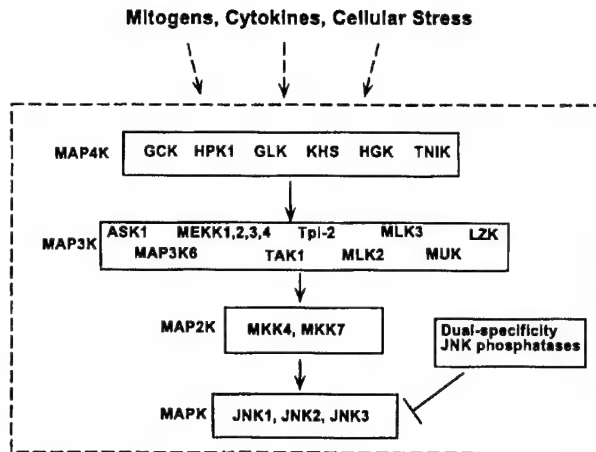 Mitogens, Cytokines, Cellular Stress
MAP4K
GCK HPK1 GLK KHS HGK TNIK
MAP3K
ASK1 MEKK1,2,3,4 Tpl-2 MLK3 LZK
MAP3K6 TAK1 MLK2 MUK
MAP2K
MKK4, MKK7
Dual-specificity
JNK phosphatases
MAPK
JNK1, JNK2, JNK3